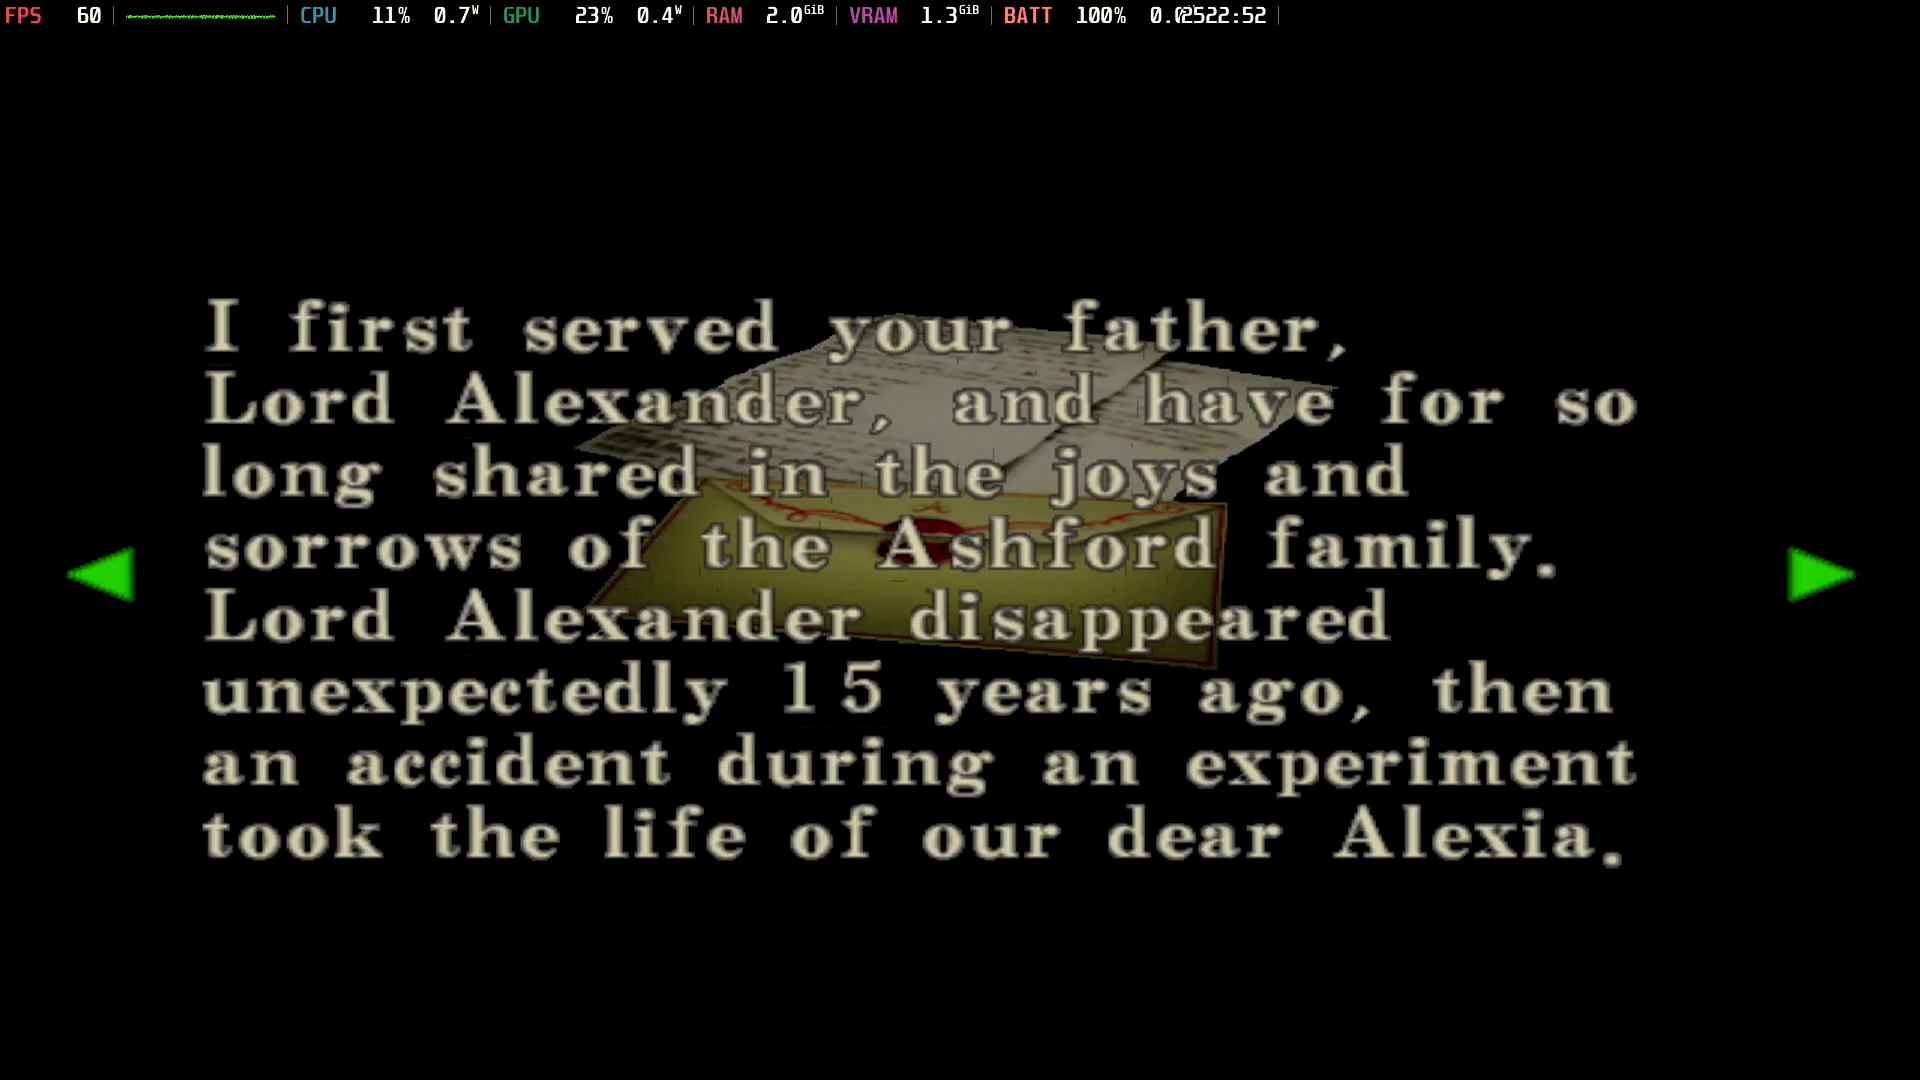 FPS 60 CPU 11% 0.7W GPU 23% 0.4W RAM 2.0GiB VRAM 1.3GiB BATT 100%
I first served your father,
Lord Alexander, and have for so
long shared in the joys and
sorrows of the Ashford family.
Lord Alexander disappeared
unexpectedly 15 years ago, then
an accident during an experiment
took the life of our dear Alexia.